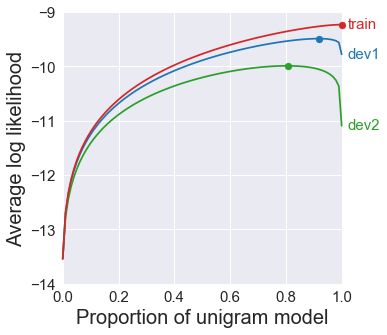 −9
−10
−11
−12
−13
−14
Average log likelihood
train
dev1
dev2
0.0 0.2 0.4 0.6 0.8 1.0
Proportion of unigram model